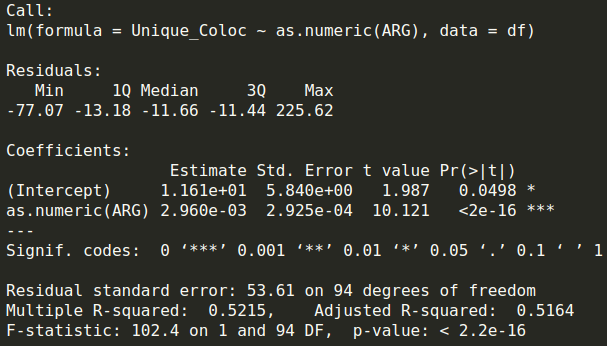 Call:
lm(formula = Unique_Coloc ~ as.numeric(ARG), data = df)

Residuals:
   Min     1Q Median     3Q    Max
-77.07 -13.18 -11.66 -11.44 225.62

Coefficients:
                 Estimate Std. Error t value Pr(>|t|)
(Intercept)     1.161e+01  5.840e+00   1.987   0.0498 *
as.numeric(ARG) 2.960e-03  2.925e-04  10.121   <2e-16 ***
---
Signif. codes:  0 ‘***’ 0.001 ‘**’ 0.01 ‘*’ 0.05 ‘.’ 0.1 ‘ ’ 1

Residual standard error: 53.61 on 94 degrees of freedom
Multiple R-squared:  0.5215,    Adjusted R-squared:  0.5164
F-statistic: 102.4 on 1 and 94 DF,  p-value: < 2.2e-16